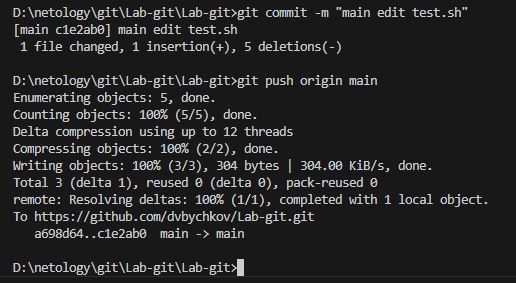 D:\netology\git\Lab-git\Lab-git>git commit -m "main edit test.sh"
[main c1e2ab0] main edit test.sh
 1 file changed, 1 insertion(+), 5 deletions(-)
D:\netology\git\Lab-git\Lab-git>git push origin main
Enumerating objects: 5, done.
Counting objects: 100% (5/5), done.
Delta compression using up to 12 threads
Compressing objects: 100% (2/2), done.
Writing objects: 100% (3/3), 304 bytes | 304.00 KiB/s, done.
Total 3 (delta 1), reused 0 (delta 0), pack-reused 0
remote: Resolving deltas: 100% (1/1), completed with 1 local object.
To https://github.com/dvbychkov/Lab-git.git
   a698d64..c1e2ab0  main -> main
D:\netology\git\Lab-git\Lab-git>